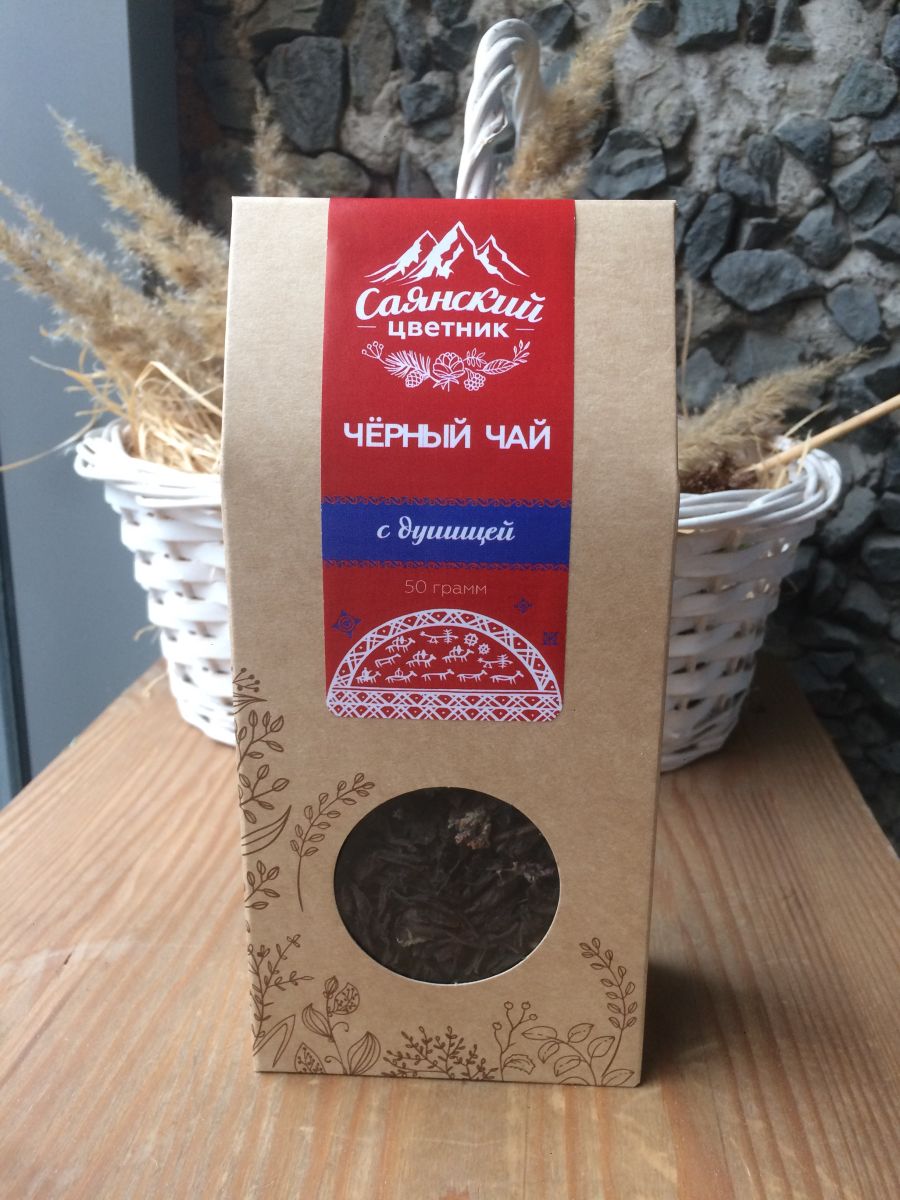 Саянский
цветник
ЧЁРНЫЙ ЧАЙ
с душицей
50 грамм